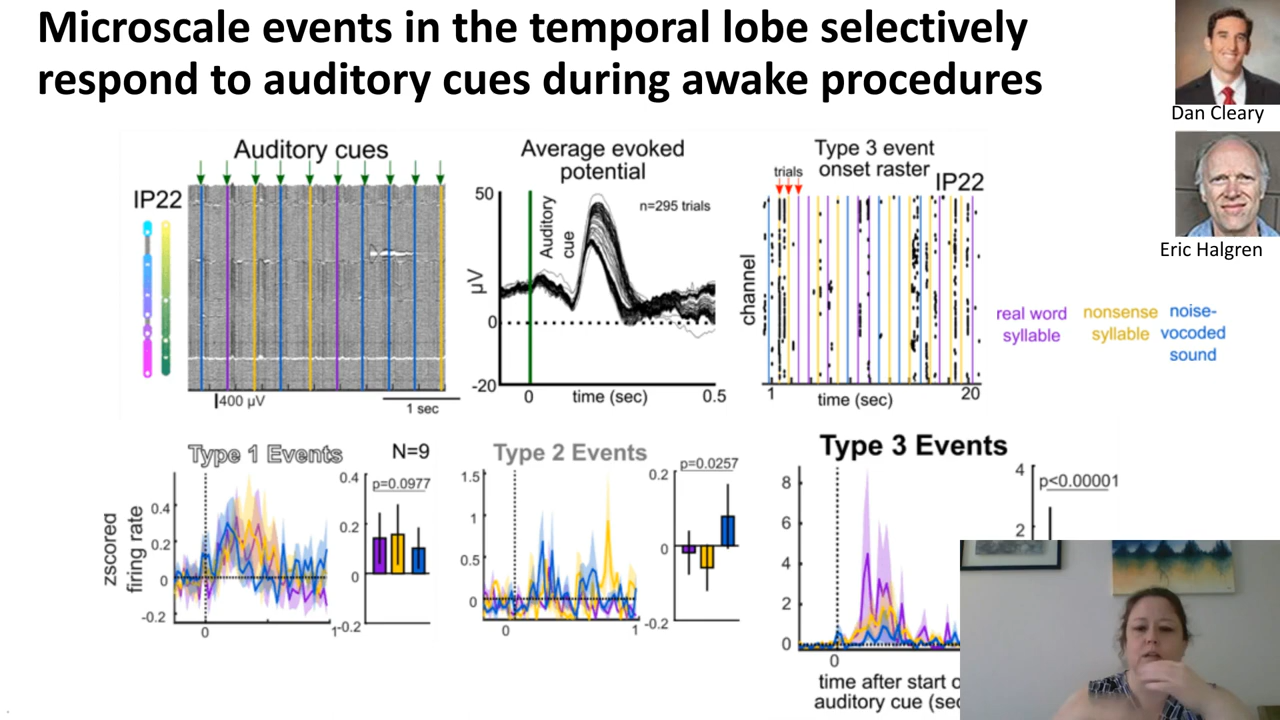 Microscale events in the temporal lobe selectively
respond to auditory cues during awake procedures
Dan Cleary
Eric Halgren
Auditory cues
IP22
400 µV
1 sec
Average evoked
potential
50
n=295 trials
Auditory
cue
µV
0
-20
0
time (sec)
0.5
Type 3 event
onset raster
trials
IP22
channel
1
time (sec)
20
real word
syllable
nonsense
syllable
noise-
vocoded
sound
Type 1 Events
N=9
zscored
firing rate
0.4
0.2
0
-0.2
0
1
0.4
p=0.0977
0.2
0
-0.2
Type 2 Events
1.5
1
0.5
0
0
1
0.2
p=0.0257
0
-0.2
Type 3 Events
8
6
4
2
0
0
time after start o
auditory cue (sec
4
p<0.00001
2